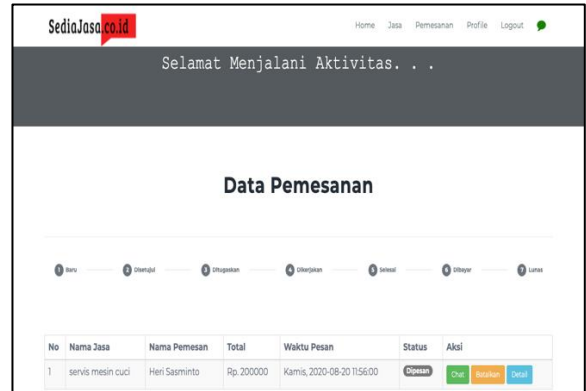 SediaJasa.co.id
Home Jasa Pemesanan Profile Logout
Selamat Menjalani Aktivitas. . .
Data Pemesanan
1 Baru 2 Disetujui 3 Ditugaskan 4 Dikerjakan 5 Selesai 6 Dibayar 7 Lunas
No Nama Jasa Nama Pemesan Total Waktu Pesan Status Aksi
1 servis mesin cuci Heri Sasminto Rp. 200000 Kamis, 2020-08-20 11:56:00 Dipesan Chat Batalkan Detail